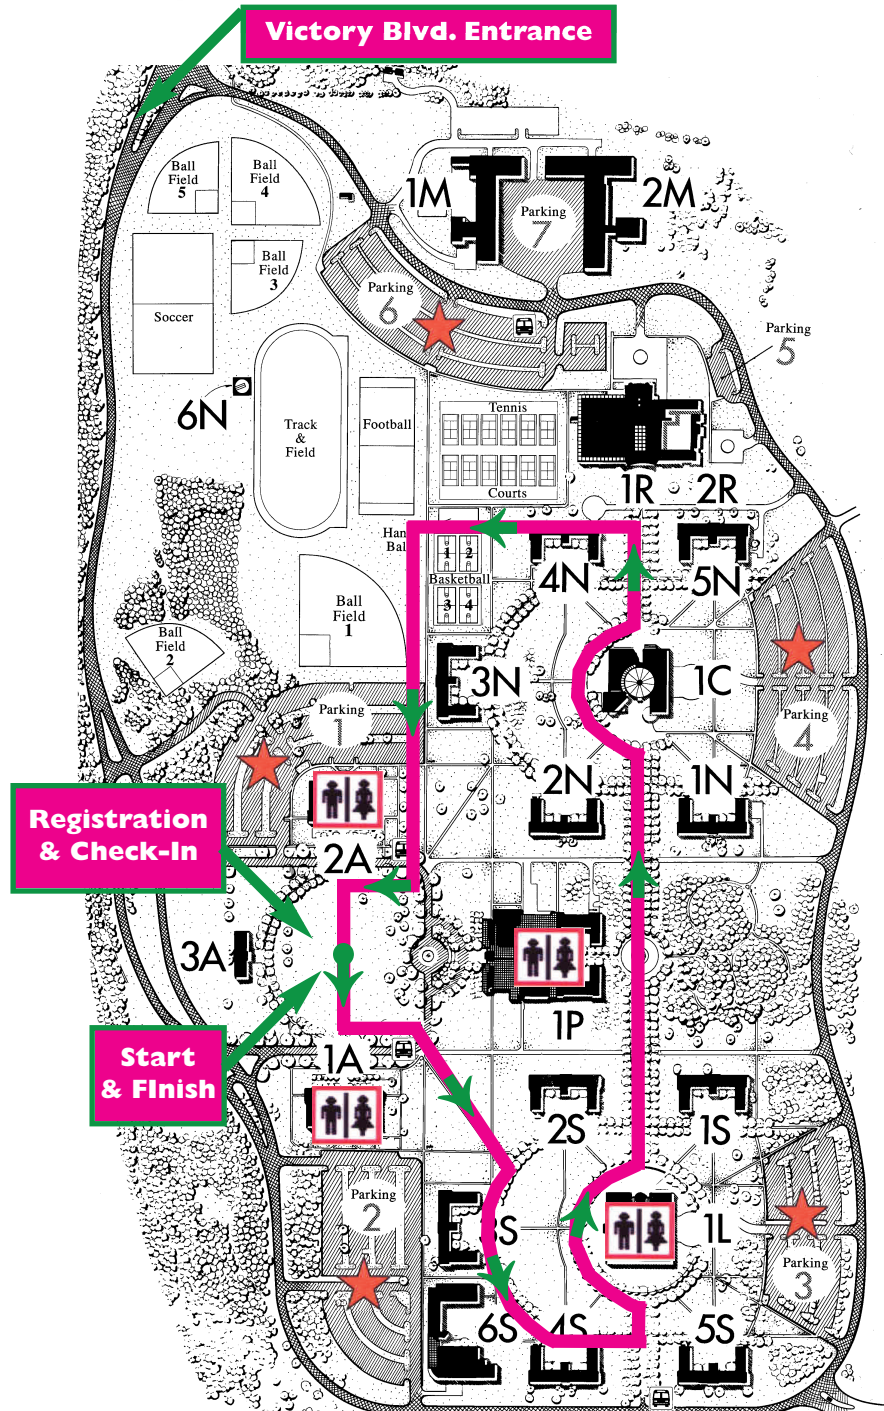 Victory Blvd. Entrance
Ball
Field
5
Ball
Field
4
1M
2M
Parking
7
Ball
Field
3
Parking
6
Soccer
Parking
5
6N
Track
&
Field
Football
Tennis
Courts
1R
2R
Han
Bal
1 2
Basketball
3 4
4N
5N
Ball
Field
1
Ball
Field
2
3N
1C
Parking
1
Parking
4
2N
1N
Registration
& Check-In
2A
3A
1P
Start
& FInish
1A
2S
1S
Parking
2
S
1L
Parking
3
6S
4S
5S